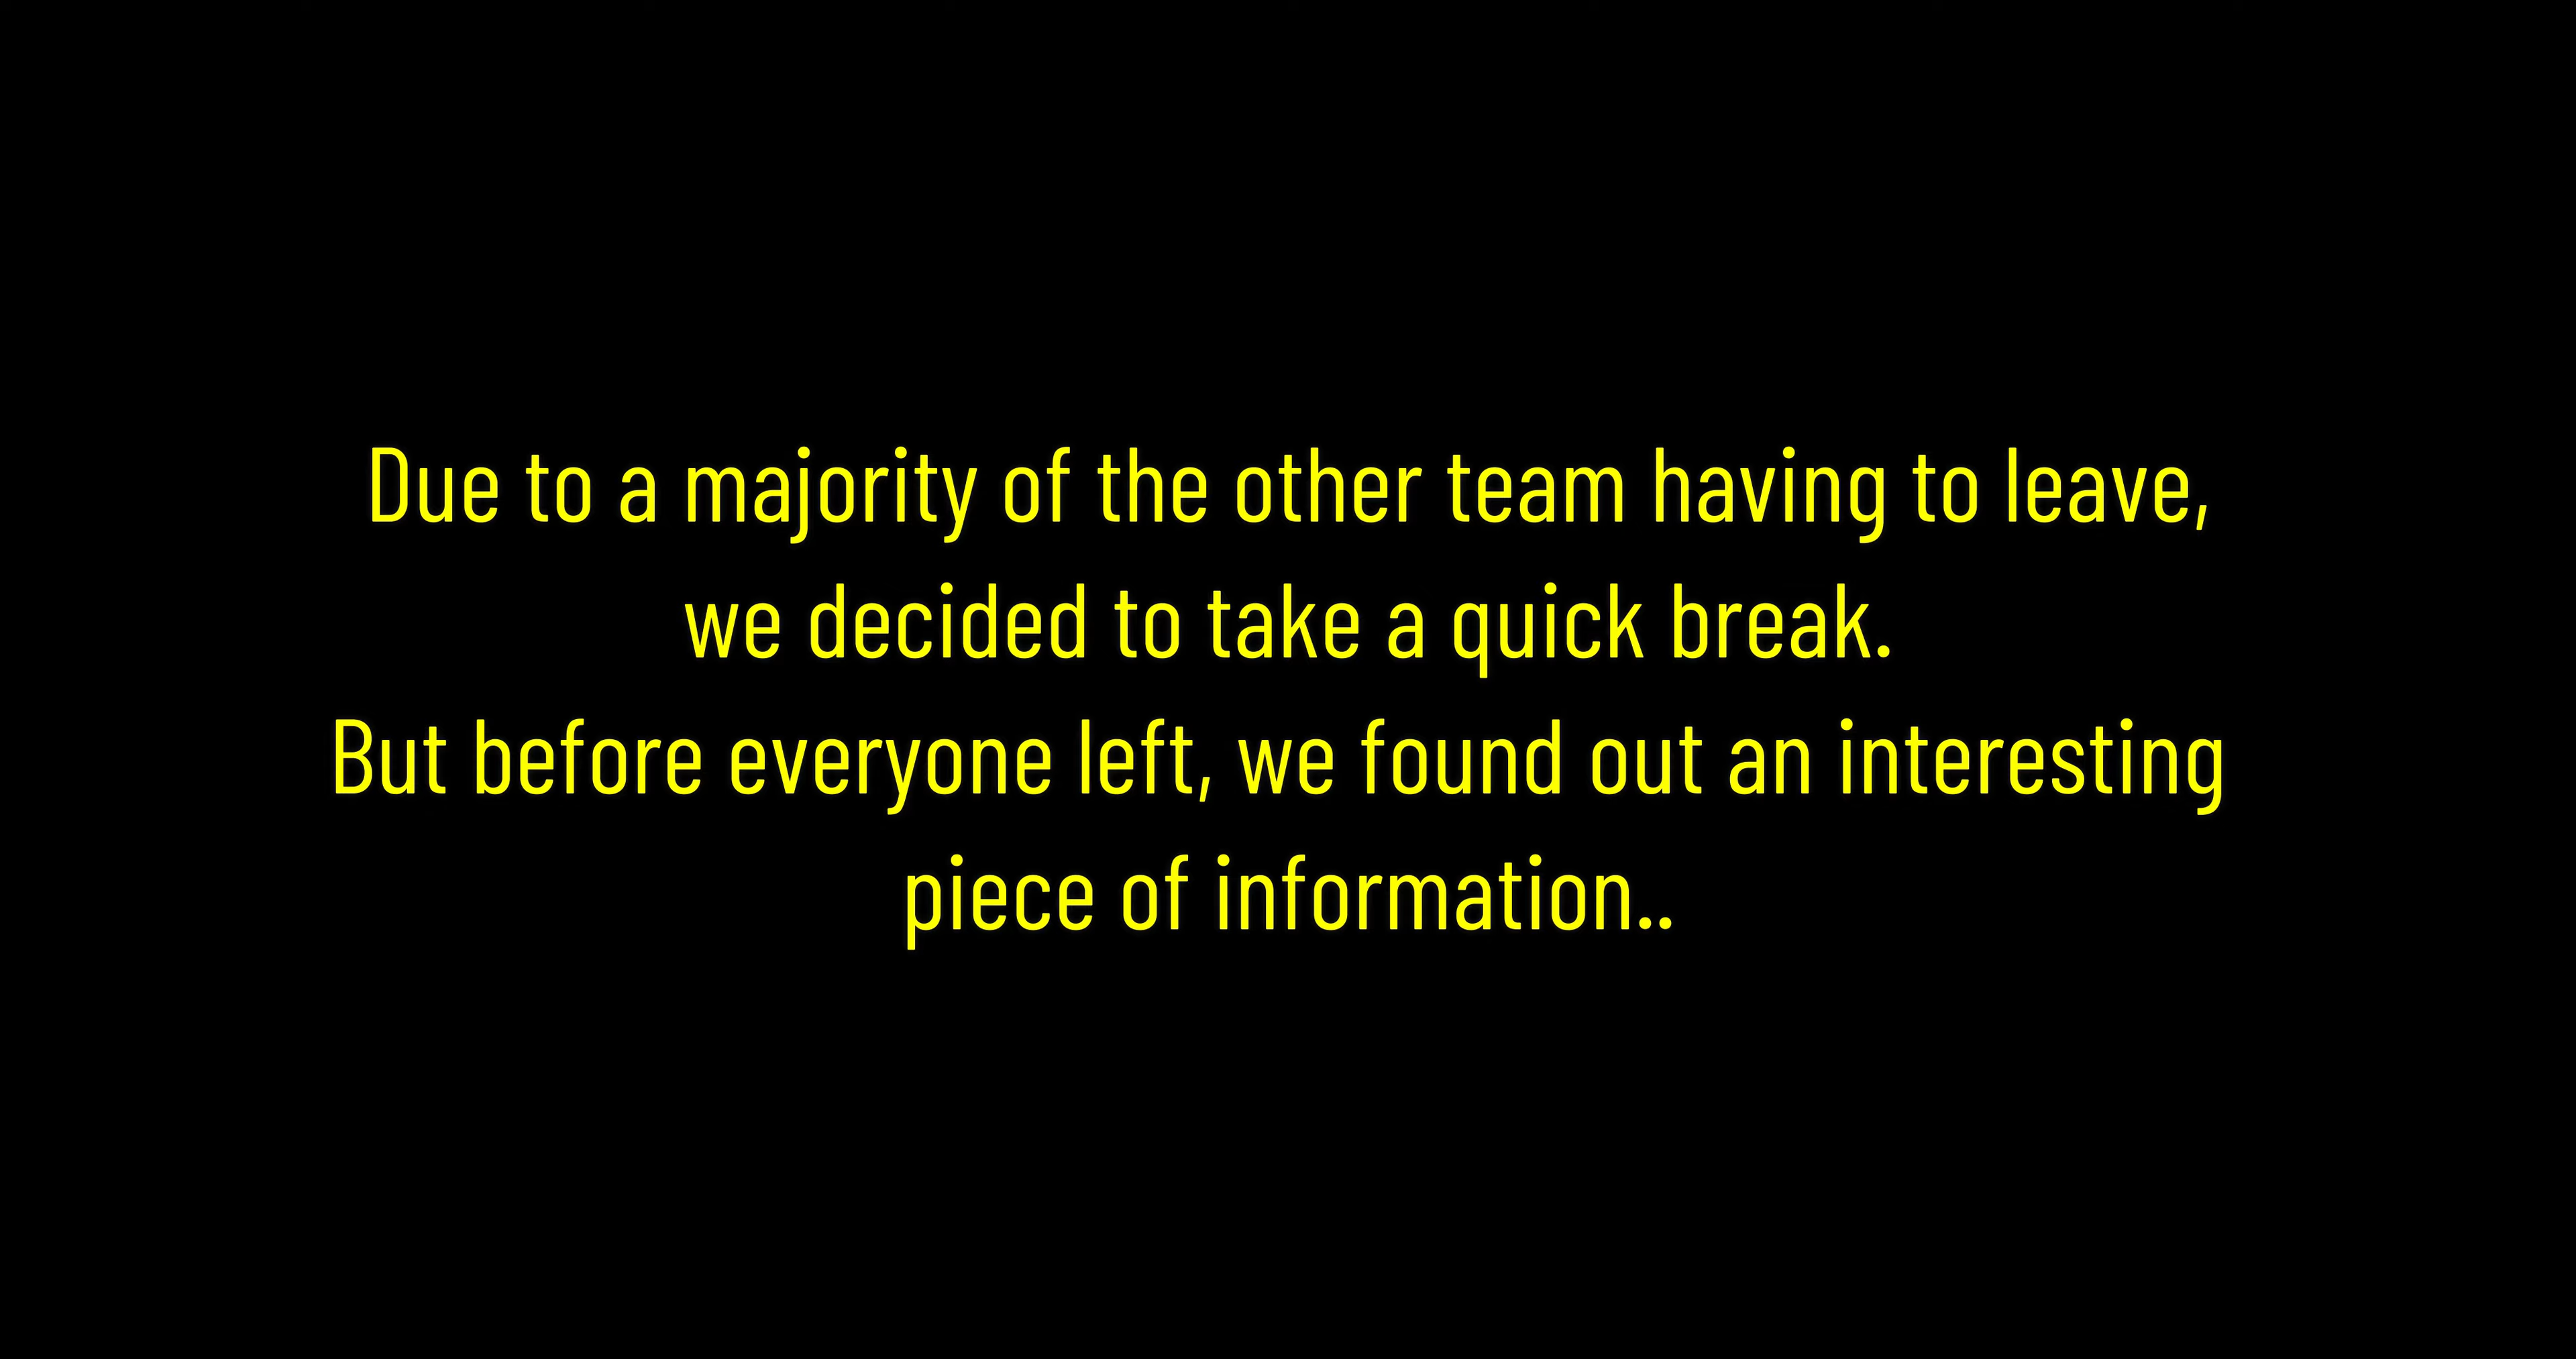 Due to a majority of the other team having to leave,
we decided to take a quick break.
But before everyone left, we found out an interesting
piece of information..